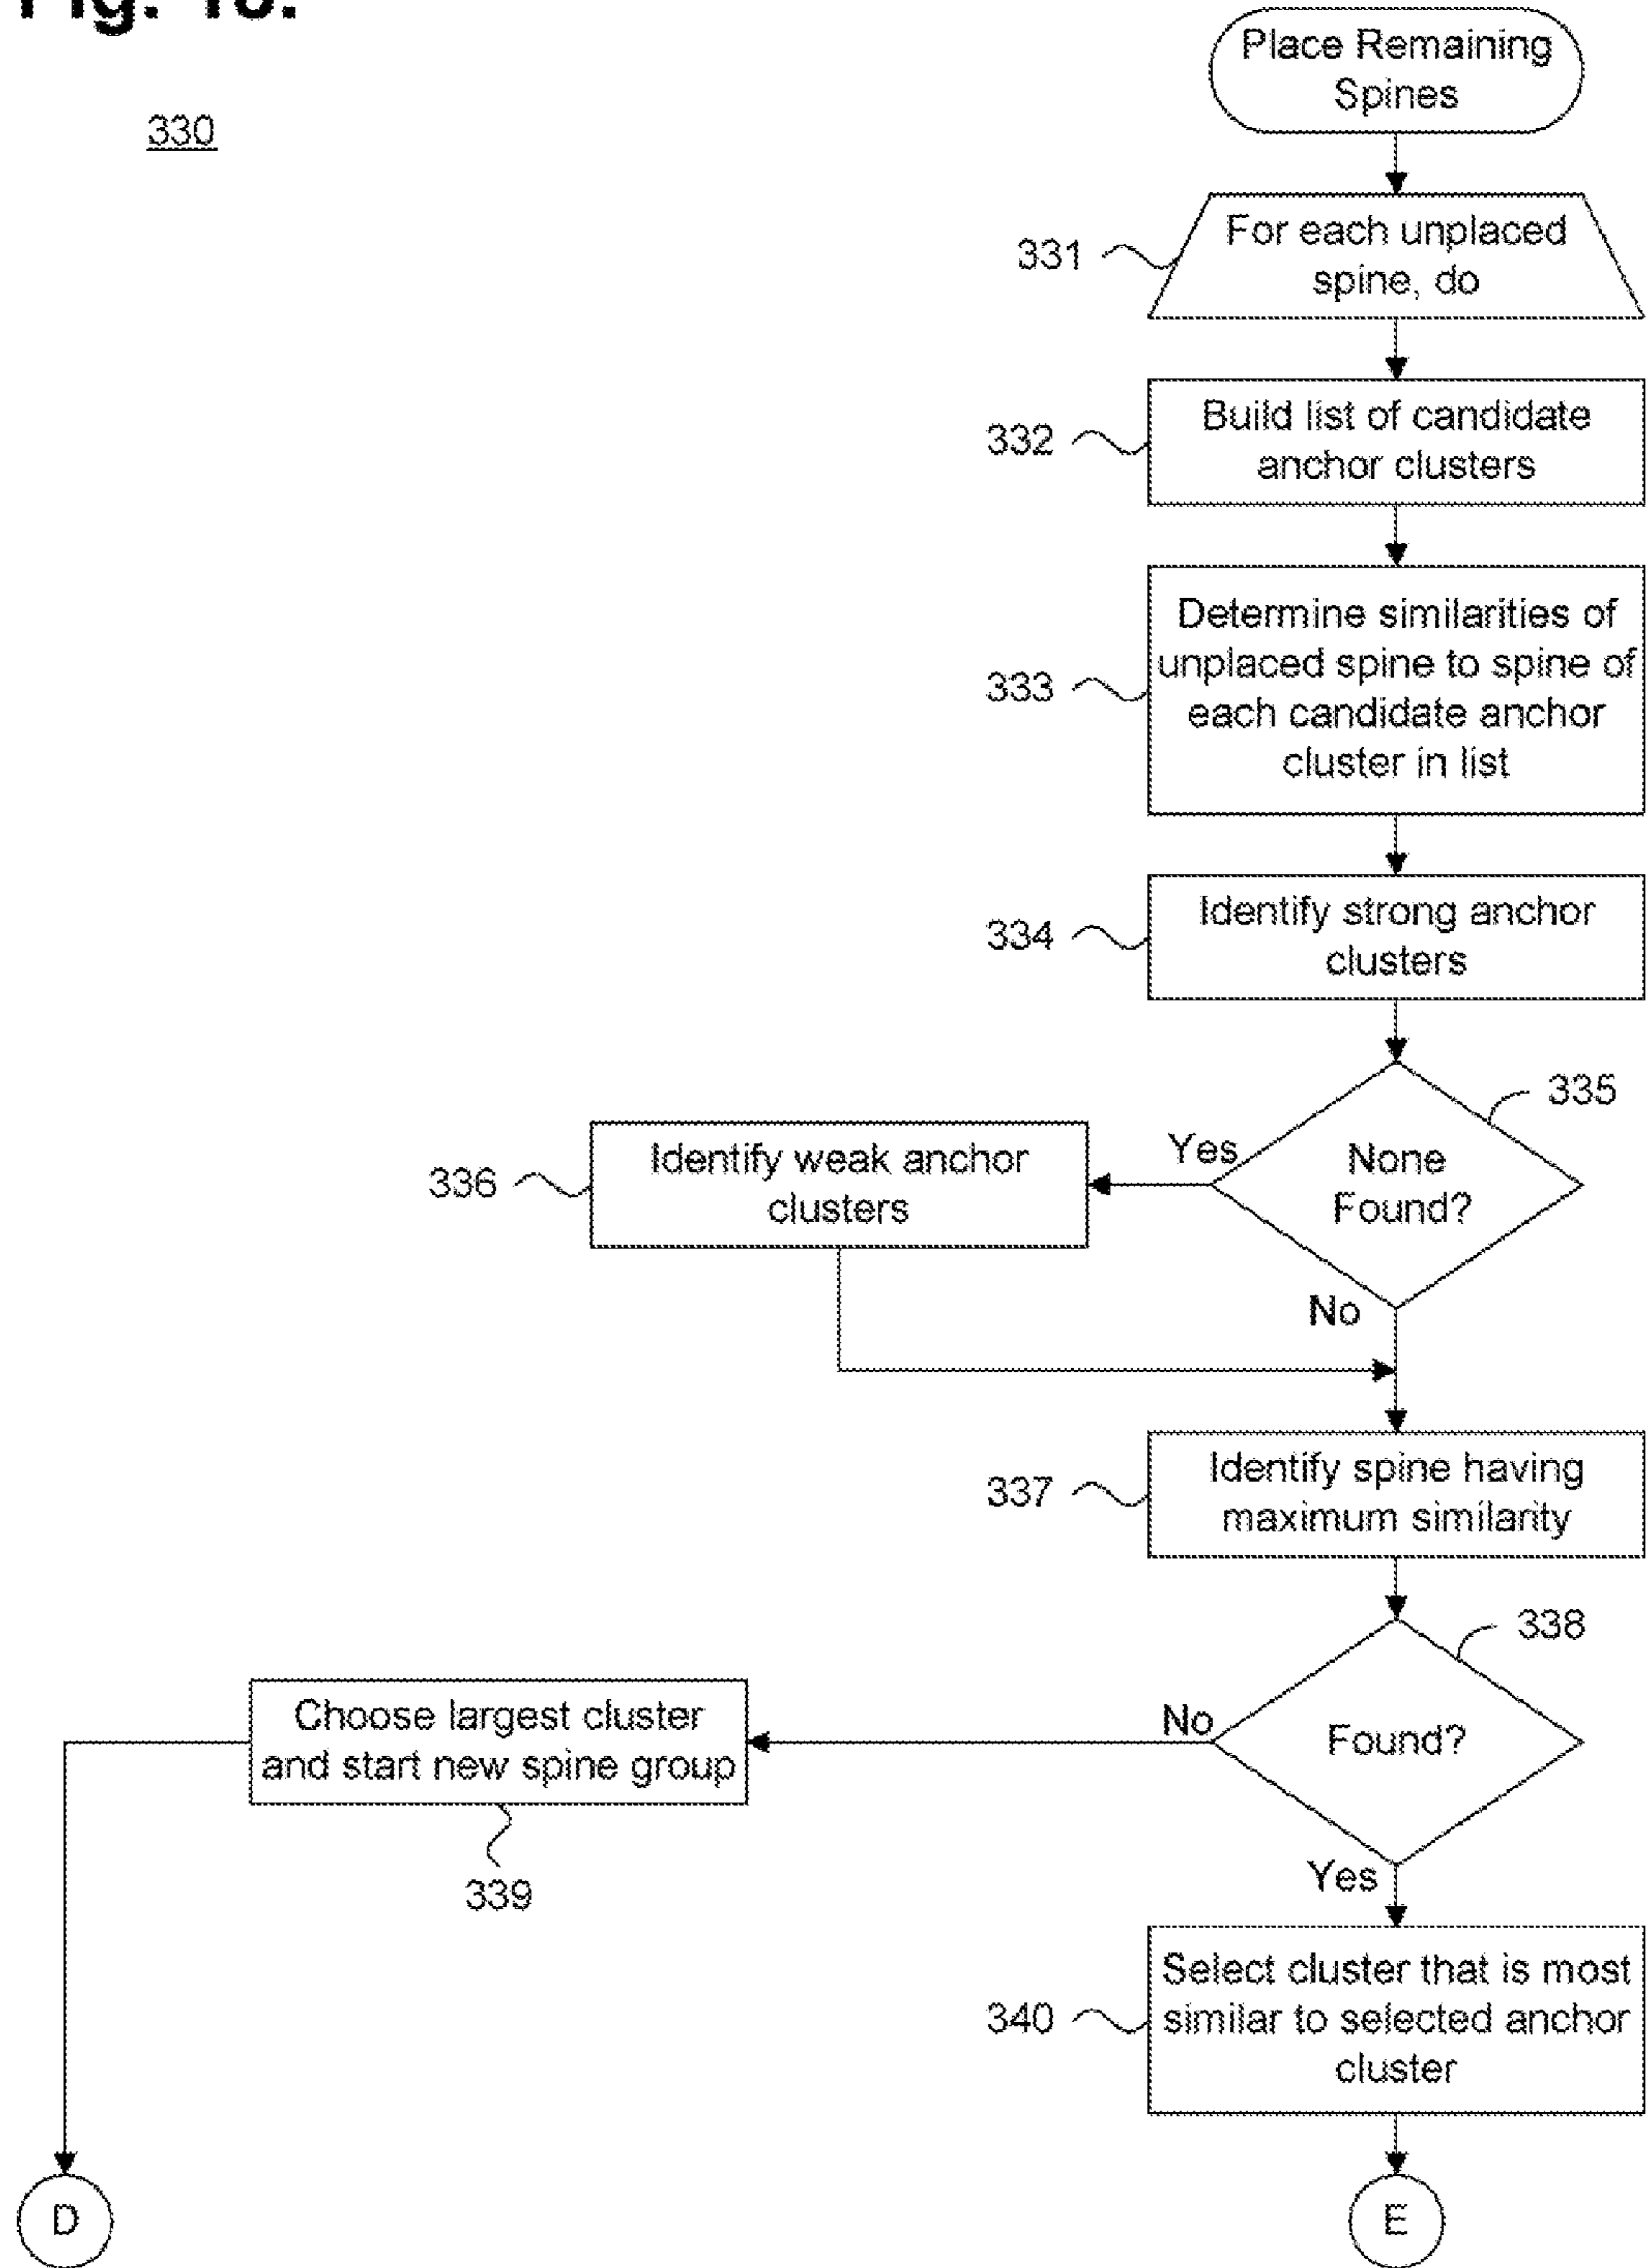 330
Place Remaining
Spines
331
For each unplaced
spine, do
332
Build list of candidate
anchor clusters
333
Determine similarities of
unplaced spine to spine of
each candidate anchor
cluster in list
334
Identify strong anchor
clusters
335
None
Found?
Yes
336
Identify weak anchor
clusters
No
337
Identify spine having
maximum similarity
338
Found?
No
Choose largest cluster
and start new spine group
339
Yes
340
Select cluster that is most
similar to selected anchor
cluster
D
E